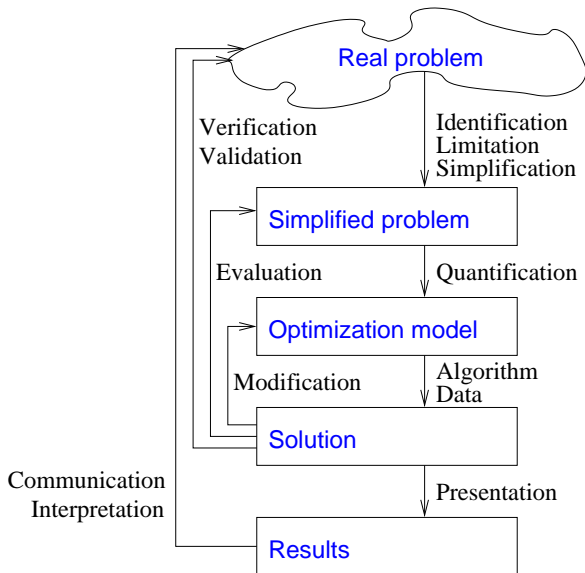 Real problem
Verification
Validation
Identification
Limitation
Simplification
Simplified problem
Evaluation
Quantification
Optimization model
Modification
Algorithm
Data
Solution
Communication
Interpretation
Presentation
Results